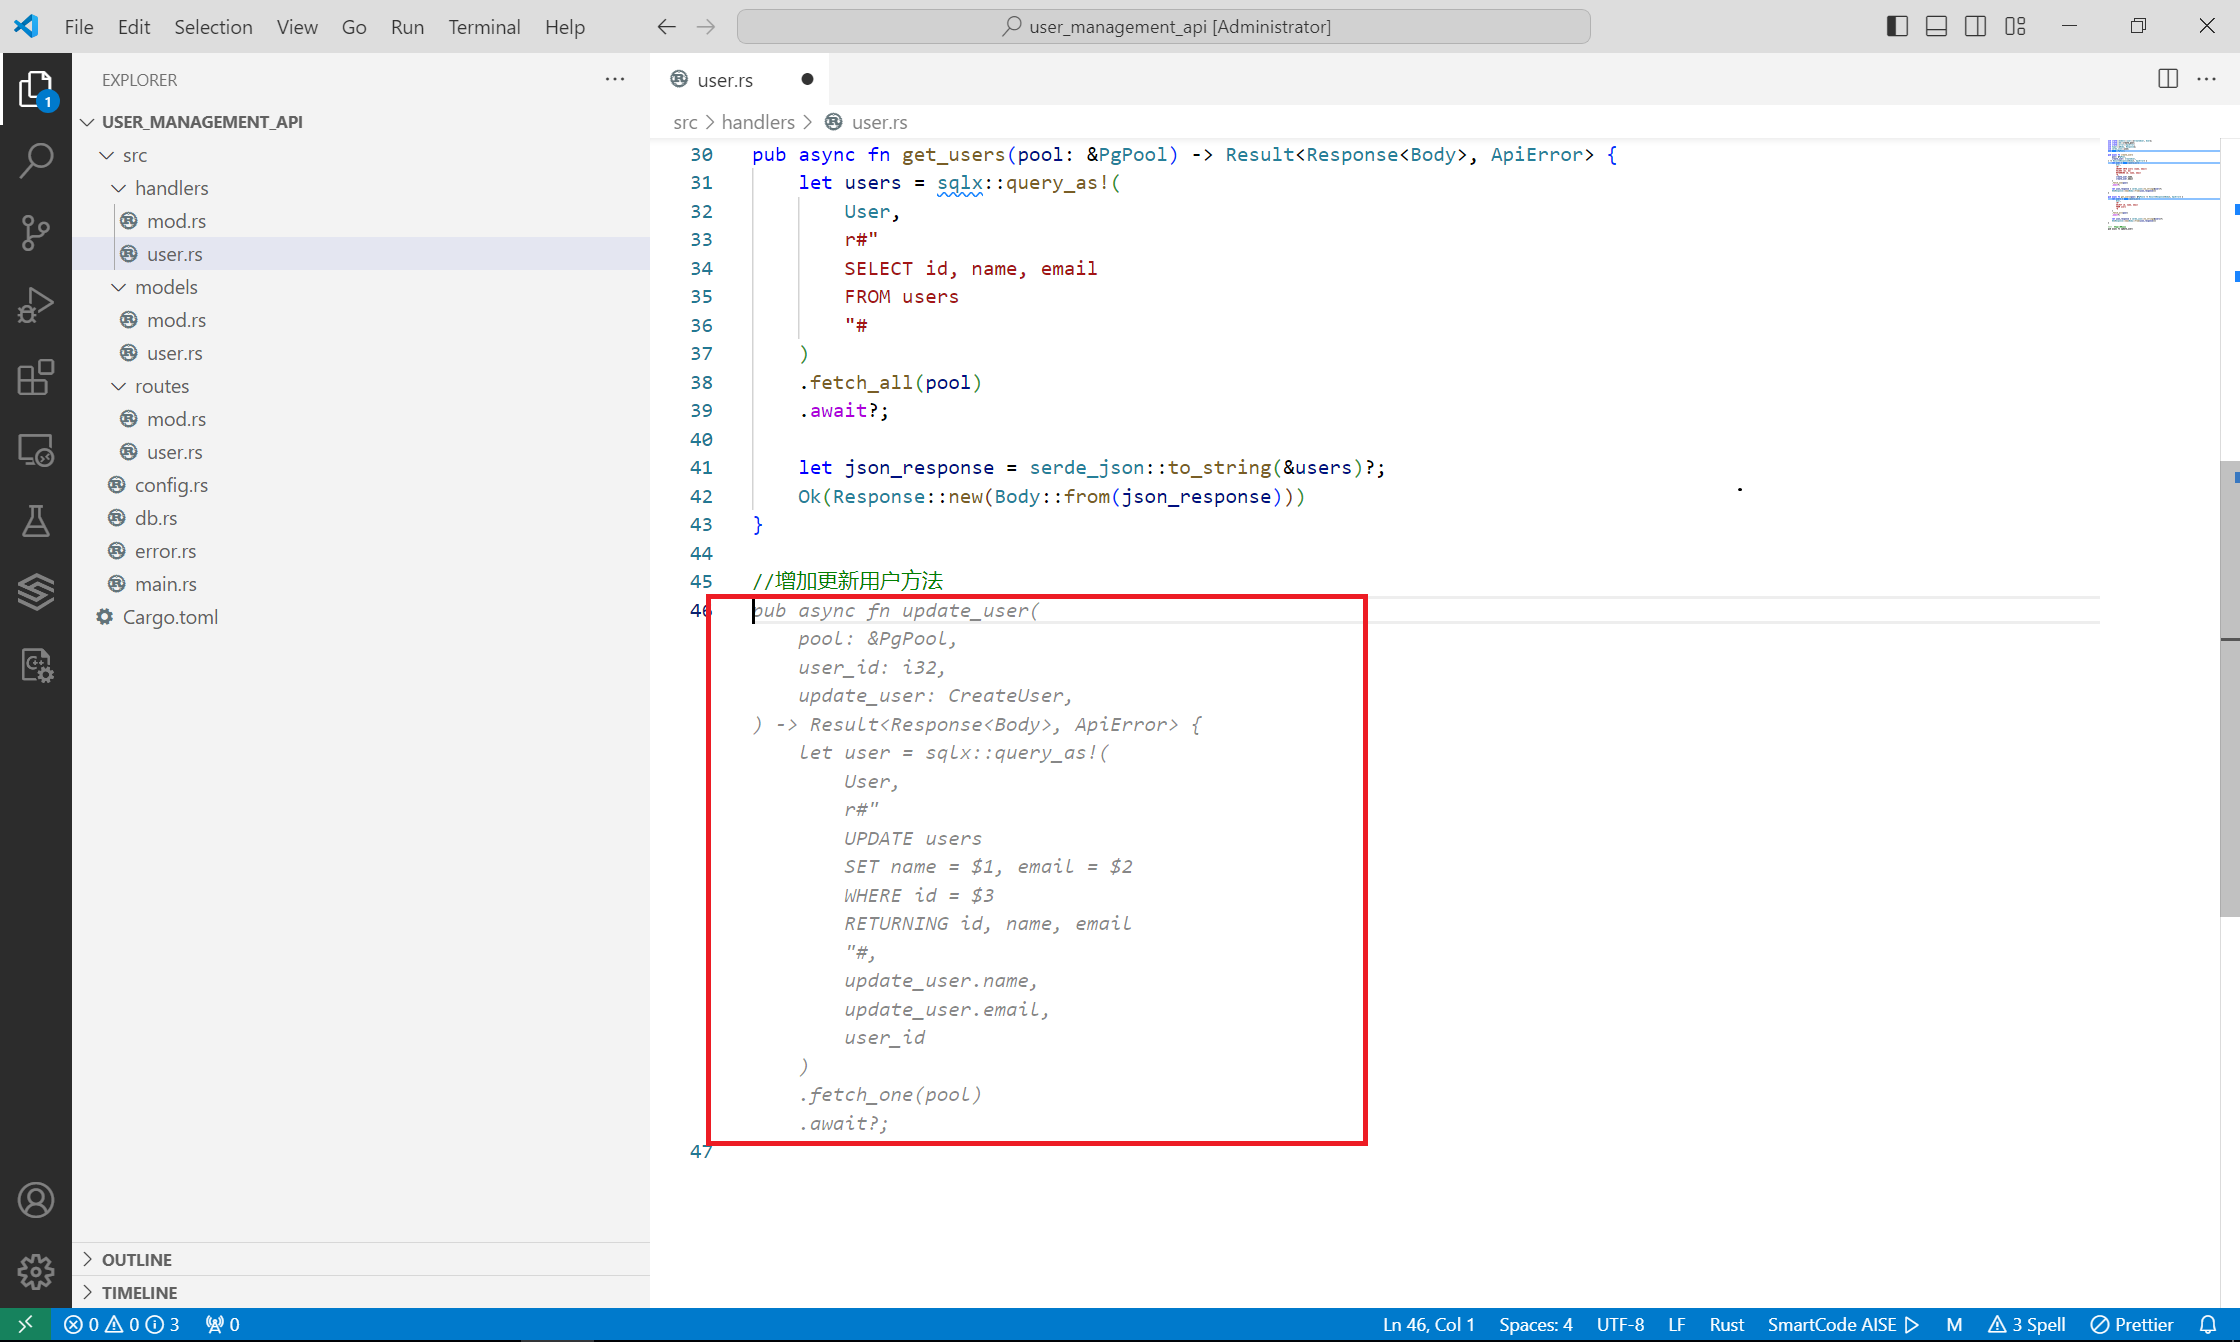 File Edit Selection View Go Run Terminal Help
user_management_api [Administrator]
1
EXPLORER
USER_MANAGEMENT_API
src
handlers
mod.rs
user.rs
models
mod.rs
user.rs
routes
mod.rs
user.rs
config.rs
db.rs
error.rs
main.rs
Cargo.toml
OUTLINE
TIMELINE
user.rs
src > handlers > user.rs
30 pub async fn get_users(pool: &PgPool) -> Result<Response<Body>, ApiError> {
31 let users = sqlx::query_as!(
32 User,
33 r#"
34 SELECT id, name, email
35 FROM users
36 "#
37 )
38 .fetch_all(pool)
39 .await?;
40
41 let json_response = serde_json::to_string(&users)?;
42 Ok(Response::new(Body::from(json_response)))
43 }
44
45 //增加更新用户方法
46 pub async fn update_user(
pool: &PgPool,
user_id: i32,
update_user: CreateUser,
) -> Result<Response<Body>, ApiError> {
let user = sqlx::query_as!(
User,
r#"
UPDATE users
SET name = $1, email = $2
WHERE id = $3
RETURNING id, name, email
"#,
update_user.name,
update_user.email,
user_id
)
.fetch_one(pool)
.await?;
47
0 0 3 0 Ln 46, Col 1 Spaces: 4 UTF-8 LF Rust SmartCode AISE M 3 Spell Prettier